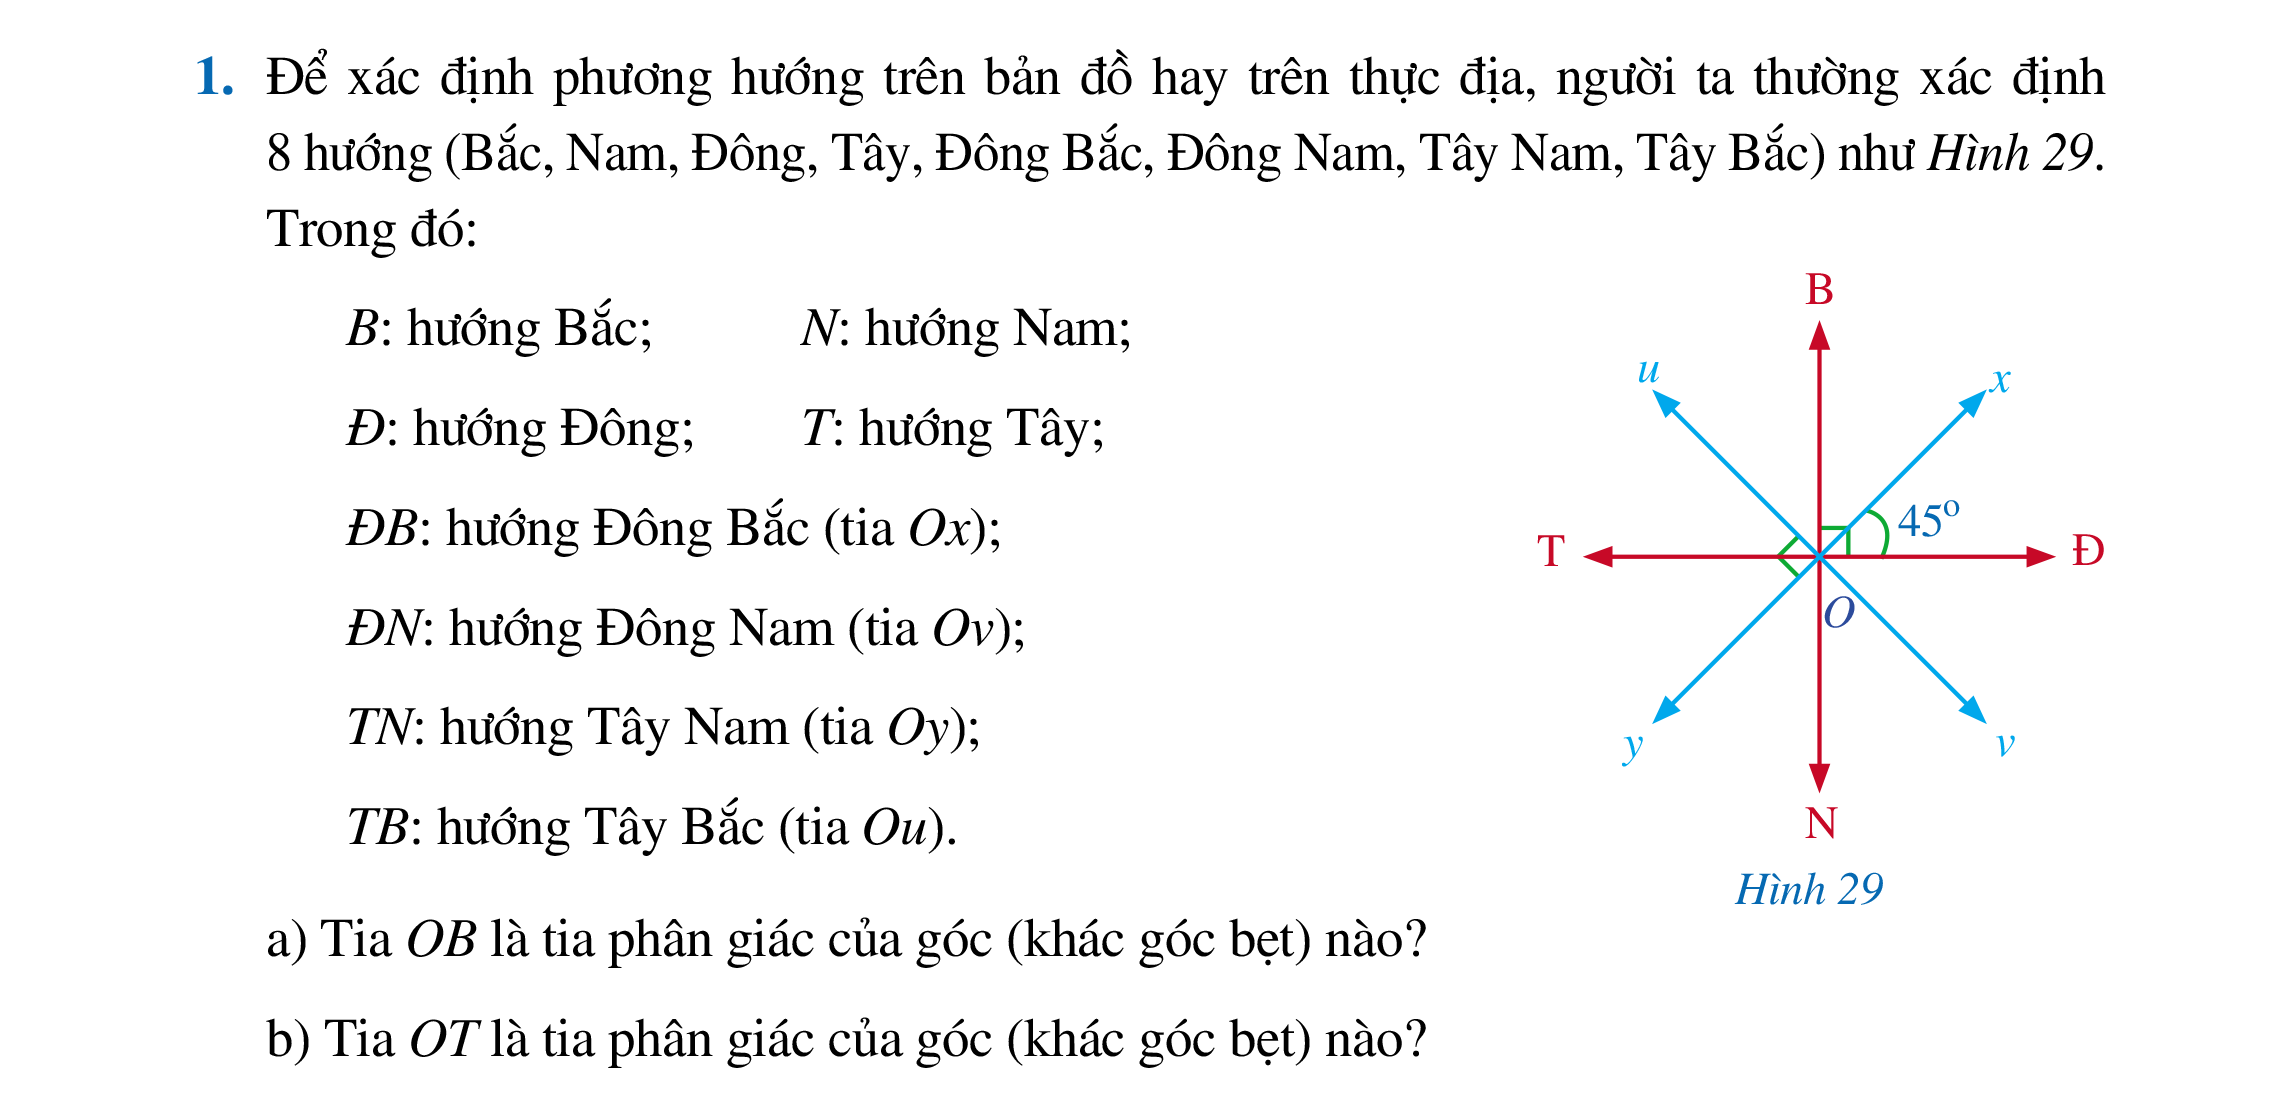 1. Để xác định phương hướng trên bản đồ hay trên thực địa, người ta thường xác định
8 hướng (Bắc, Nam, Đông, Tây, Đông Bắc, Đông Nam, Tây Nam, Tây Bắc) như Hình 29.
Trong đó:
B: hướng Bắc; N: hướng Nam;
Đ: hướng Đông; T: hướng Tây;
ĐB: hướng Đông Bắc (tia Ox);
ĐN: hướng Đông Nam (tia Ov);
TN: hướng Tây Nam (tia Oy);
TB: hướng Tây Bắc (tia Ou).
B
u
x
45º
T
Đ
O
y
v
N
Hình 29
a) Tia OB là tia phân giác của góc (khác góc bẹt) nào?
b) Tia OT là tia phân giác của góc (khác góc bẹt) nào?